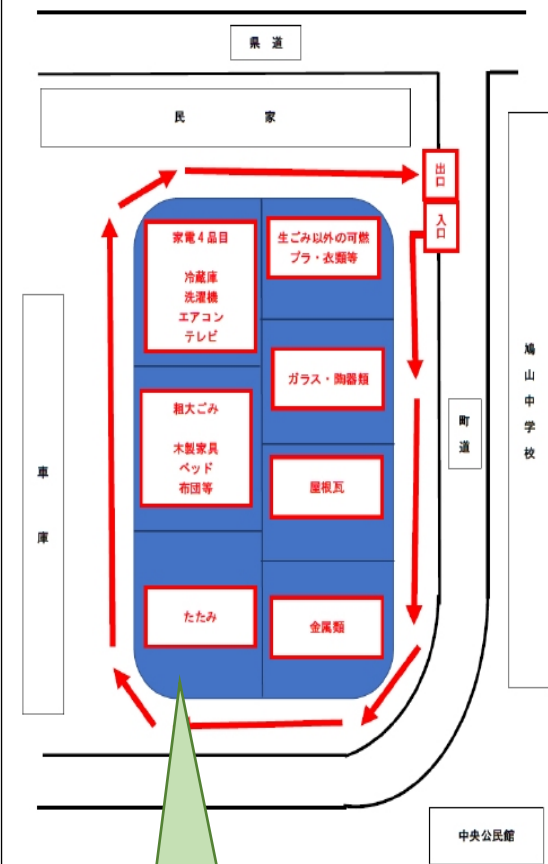 県 道
民 家
出口
入口
家電４品目
冷蔵庫
洗濯機
エアコン
テレビ
生ごみ以外の可燃
プラ・衣類等
ガラス・陶器類
粗大ごみ
木製家具
ベッド
布団等
屋根瓦
たたみ
金属類
車庫
町道
鳩山中学校
中央公民館